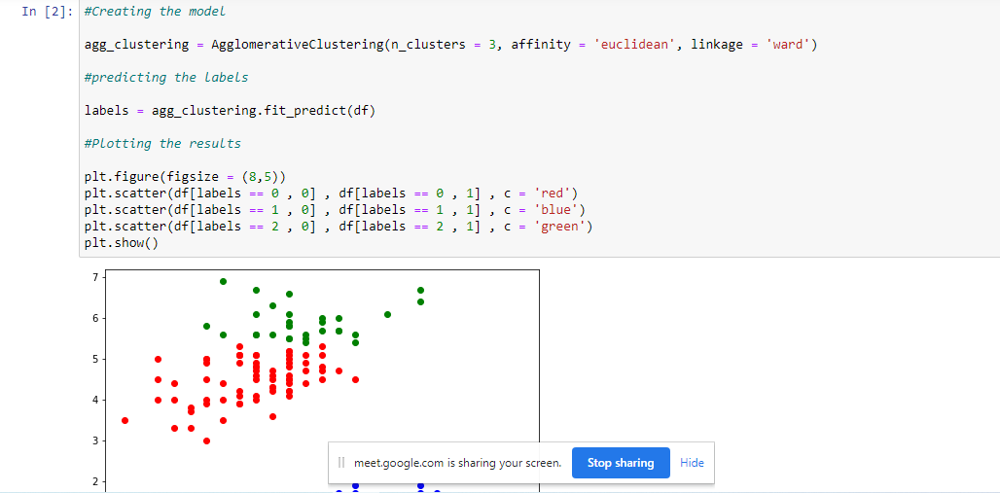 In [2]: #Creating the model
agg_clustering = AgglomerativeClustering(n_clusters = 3, affinity = 'euclidean', linkage = 'ward')
#predicting the labels
labels = agg_clustering.fit_predict(df)
#Plotting the results
plt.figure(figsize = (8,5))
plt.scatter(df[labels == 0 , 0] , df[labels == 0 , 1] , c = 'red')
plt.scatter(df[labels == 1 , 0] , df[labels == 1 , 1] , c = 'blue')
plt.scatter(df[labels == 2 , 0] , df[labels == 2 , 1] , c = 'green')
plt.show()
7
6
5
4
3
meet.google.com is sharing your screen. Stop sharing Hide
2